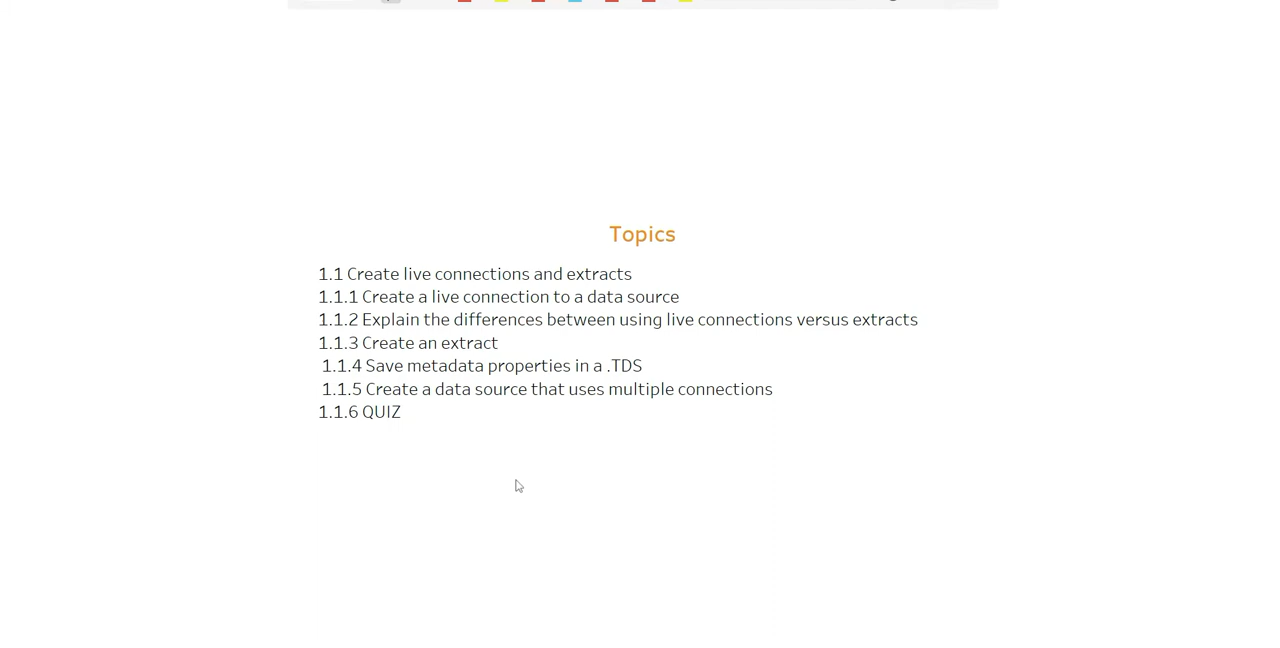 Topics
1.1 Create live connections and extracts
1.1.1 Create a live connection to a data source
1.1.2 Explain the differences between using live connections versus extracts
1.1.3 Create an extract
1.1.4 Save metadata properties in a .TDS
1.1.5 Create a data source that uses multiple connections
1.1.6 QUIZ